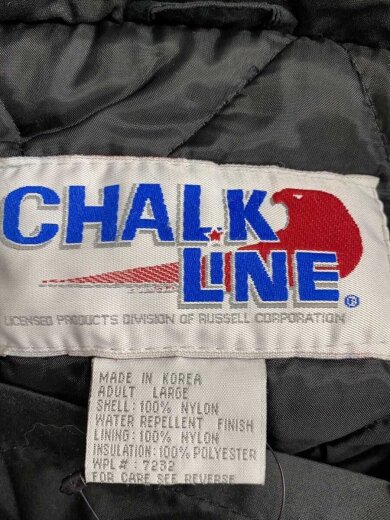 CHALK
LINE®
LICENSED PRODUCTS DIVISION OF RUSSELL CORPORATION
MADE IN KOREA
ADULT LARGE
SHELL: 100% NYLON
WATER REPELLENT FINISH
LINING: 100% NYLON
INSULATION: 100% POLYESTER
WPL # : 7232
FOR CARE SEE REVERSE